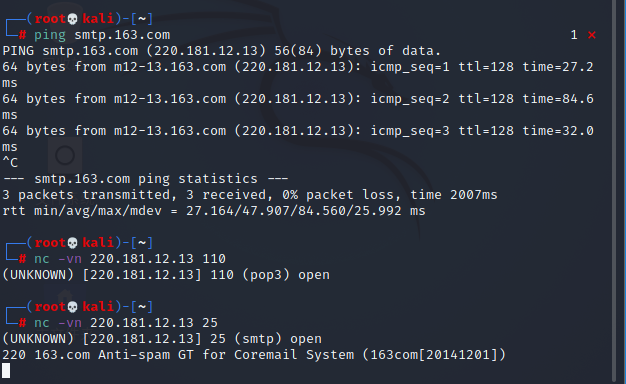 ┌──(root💀kali)-[~]
└─# ping smtp.163.com 1 ⨯
PING smtp.163.com (220.181.12.13) 56(84) bytes of data.
64 bytes from m12-13.163.com (220.181.12.13): icmp_seq=1 ttl=128 time=27.2
ms
64 bytes from m12-13.163.com (220.181.12.13): icmp_seq=2 ttl=128 time=84.6
ms
64 bytes from m12-13.163.com (220.181.12.13): icmp_seq=3 ttl=128 time=32.0
ms
^C
--- smtp.163.com ping statistics ---
3 packets transmitted, 3 received, 0% packet loss, time 2007ms
rtt min/avg/max/mdev = 27.164/47.907/84.560/25.992 ms
┌──(root💀kali)-[~]
└─# nc -vn 220.181.12.13 110
(UNKNOWN) [220.181.12.13] 110 (pop3) open
┌──(root💀kali)-[~]
└─# nc -vn 220.181.12.13 25
(UNKNOWN) [220.181.12.13] 25 (smtp) open
220 163.com Anti-spam GT for Coremail System (163com[20141201])